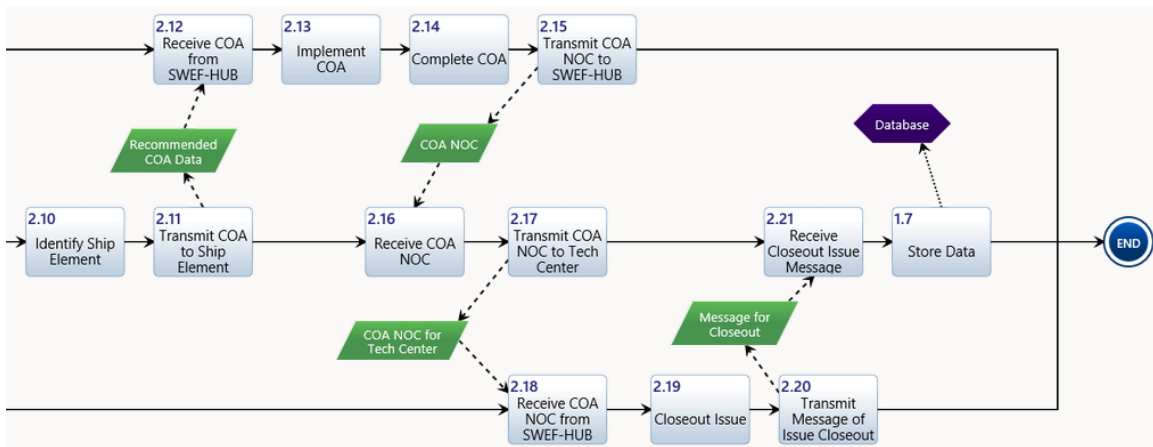 2.12
Receive COA
from
SWEF-HUB
2.13
Implement
COA
2.14
Complete COA
2.15
Transmit COA
NOC to
SWEF-HUB
Recommended
COA Data
COA NOC
Database
2.10
Identify Ship
Element
2.11
Transmit COA
to Ship
Element
2.16
Receive COA
NOC
2.17
Transmit COA
NOC to Tech
Center
2.21
Receive
Closeout Issue
Message
1.7
Store Data
END
COA NOC for
Tech Center
Message for
Closeout
2.18
Receive COA
NOC from
SWEF-HUB
2.19
Closeout Issue
2.20
Transmit
Message of
Issue Closeout